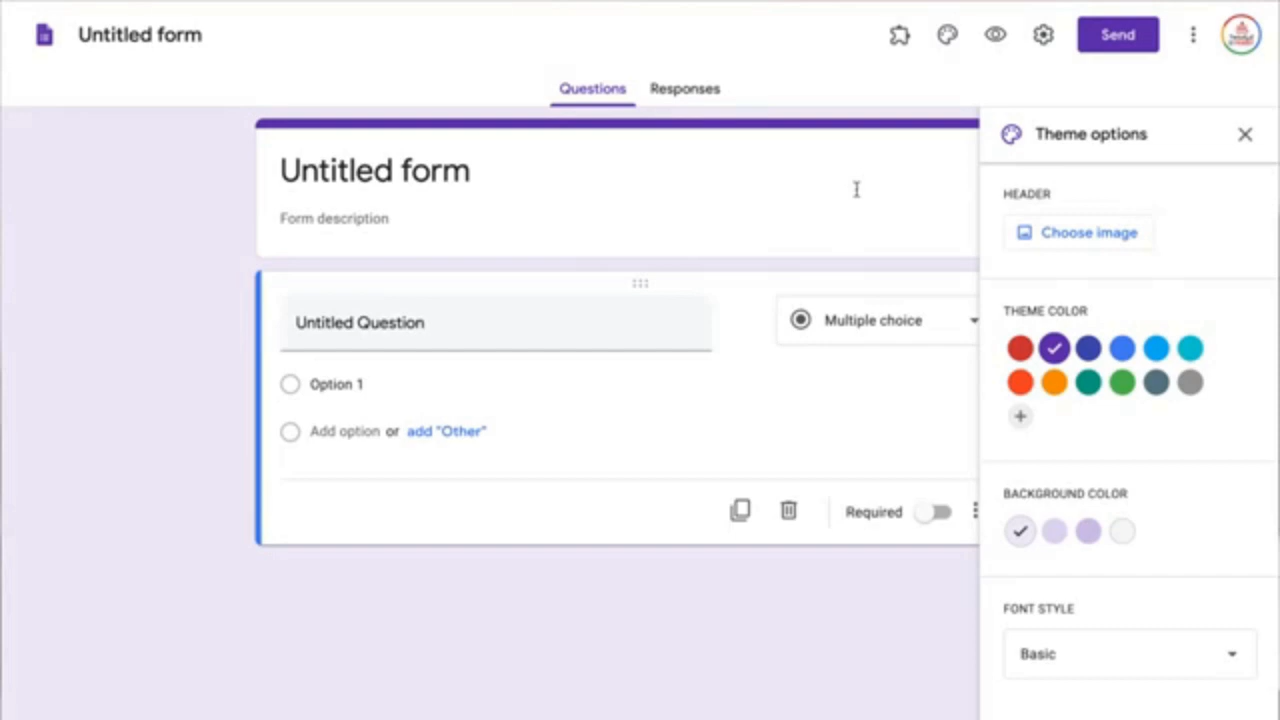 Untitled form
Send
Questions
Responses
Untitled form
Form description
Untitled Question
Multiple choice
Option 1
Add option or add "Other"
Required
Theme options
HEADER
Choose image
THEME COLOR
BACKGROUND COLOR
FONT STYLE
Basic